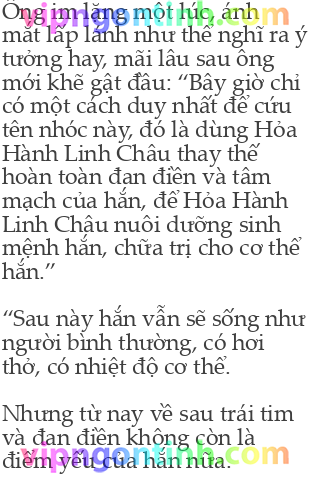 Ông im lặng một lúc, ánh
mắt lấp lánh như thể nghĩ ra ý
tưởng hay, mãi lâu sau ông
mới khẽ gật đầu: “Bây giờ chỉ
có một cách duy nhất để cứu
tên nhóc này, đó là dùng Hỏa
Hành Linh Châu thay thế
hoàn toàn đan điền và tâm
mạch của hắn, để Hỏa Hành
Linh Châu nuôi dưỡng sinh
mệnh hắn, chữa trị cho cơ thể
hắn.”
“Sau này hắn vẫn sẽ sống như
người bình thường, có hơi
thở, có nhiệt độ cơ thể.
Nhưng từ nay về sau trái tim
và đan điền không còn là
điểm yếu của hắn nữa.”
vipngontinh.com
vipngontinh.com